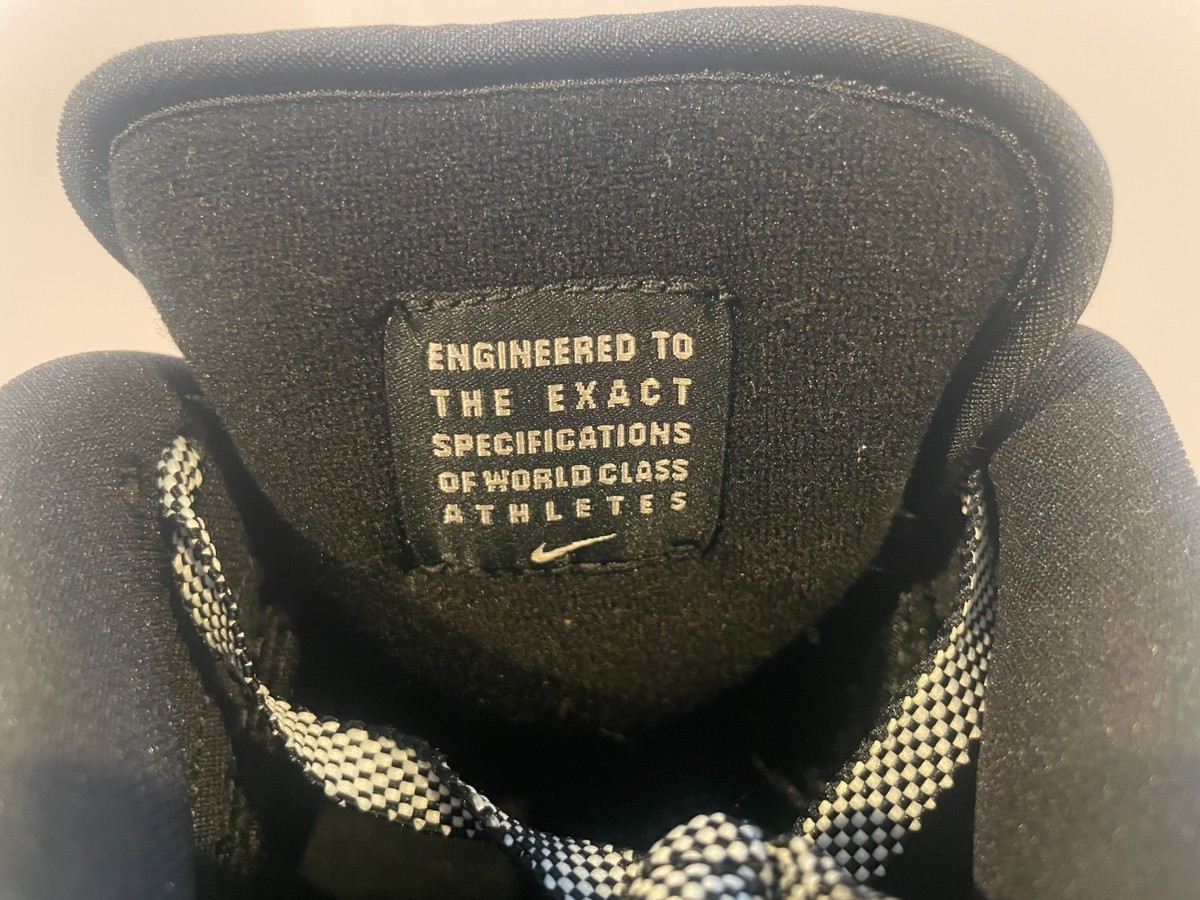 ENGINEERED TO
THE EXACT
SPECIFICATIONS
OF WORLD CLASS
ATHLETES